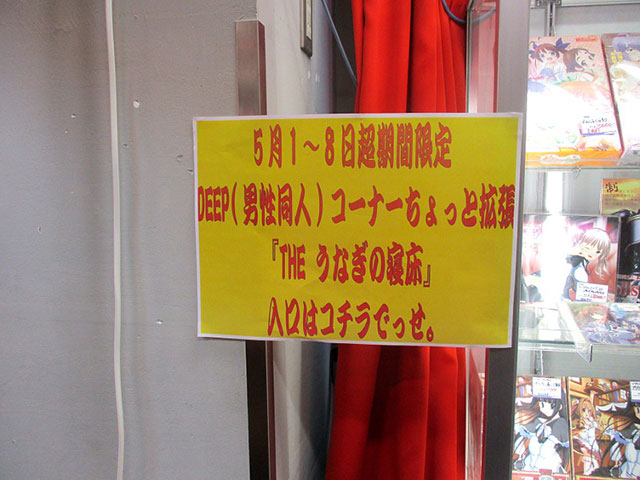 5月1〜8日超期間限定
DEEP(男性同人)コーナーちょっと拡張
『THE うなぎの寝床』
入口はコチラでっせ。